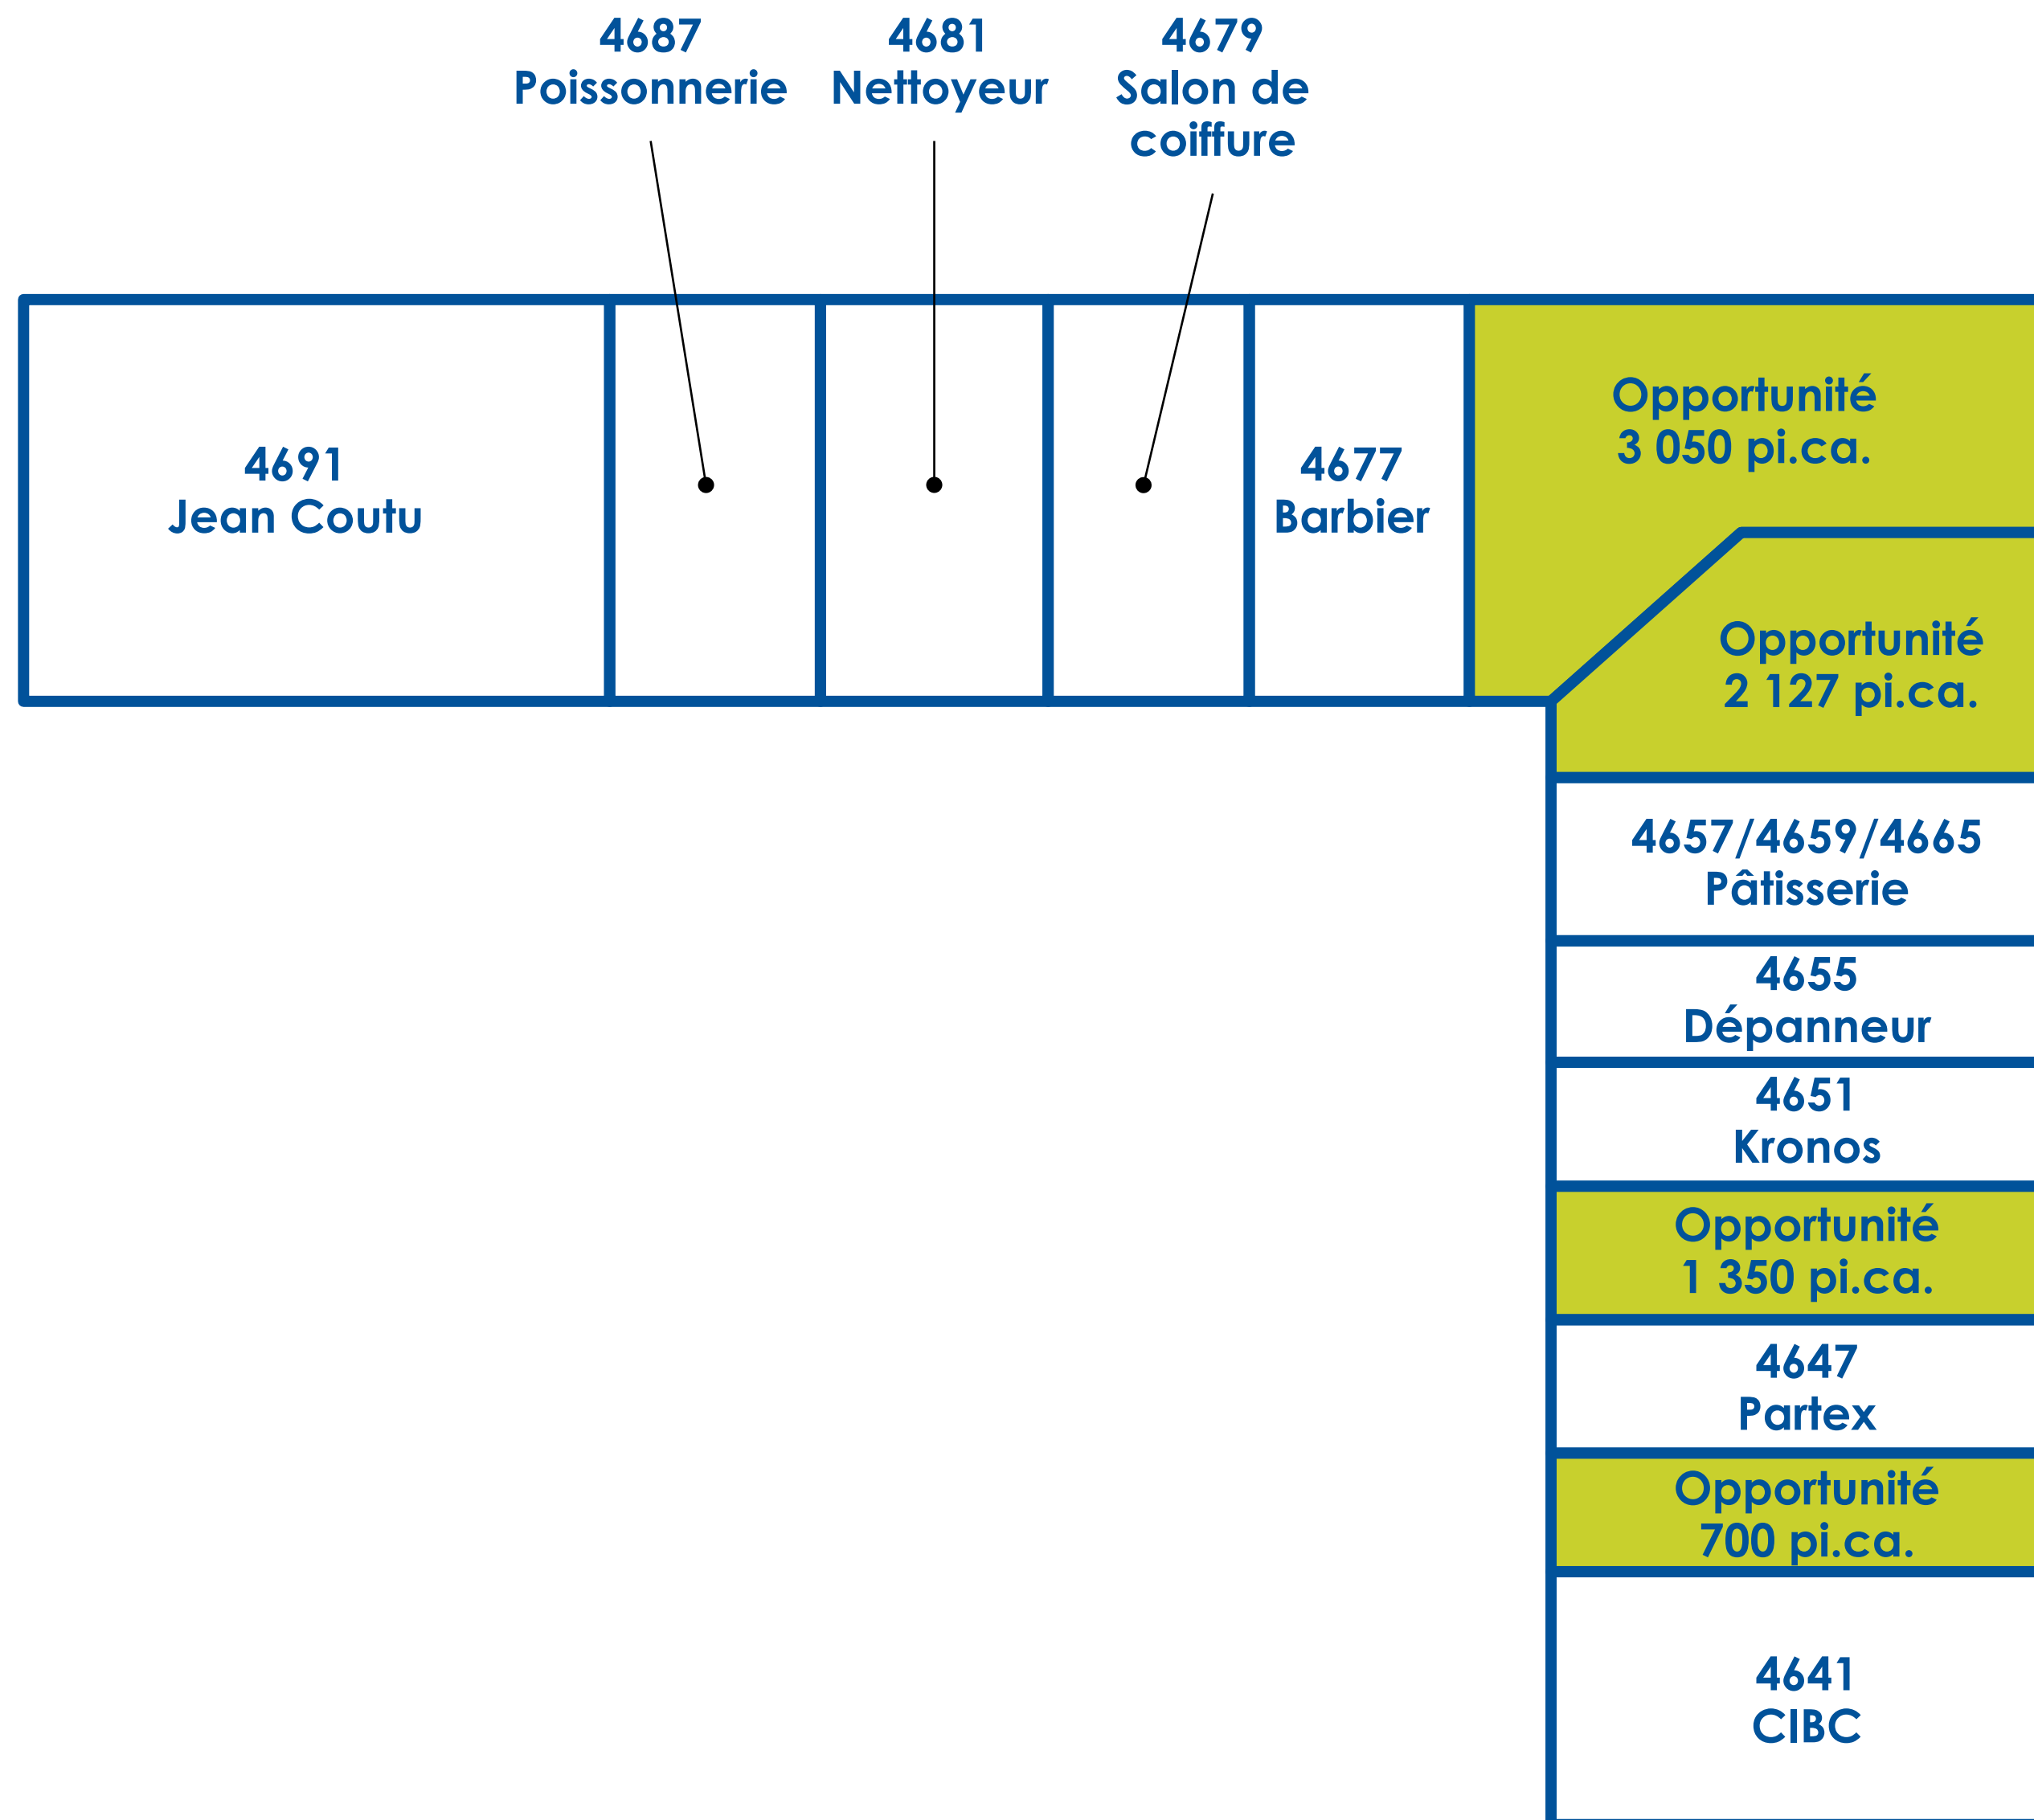 4687
Poissonnerie
4681
Nettoyeur
4679
Salon de
coiffure
4691
Jean Coutu
4677
Barbier
Opportunité
3 050 pi.ca.
Opportunité
2 127 pi.ca.
4657/4659/4665
Pâtisserie
4655
Dépanneur
4651
Kronos
Opportunité
1 350 pi.ca.
4647
Partex
Opportunité
700 pi.ca.
4641
CIBC